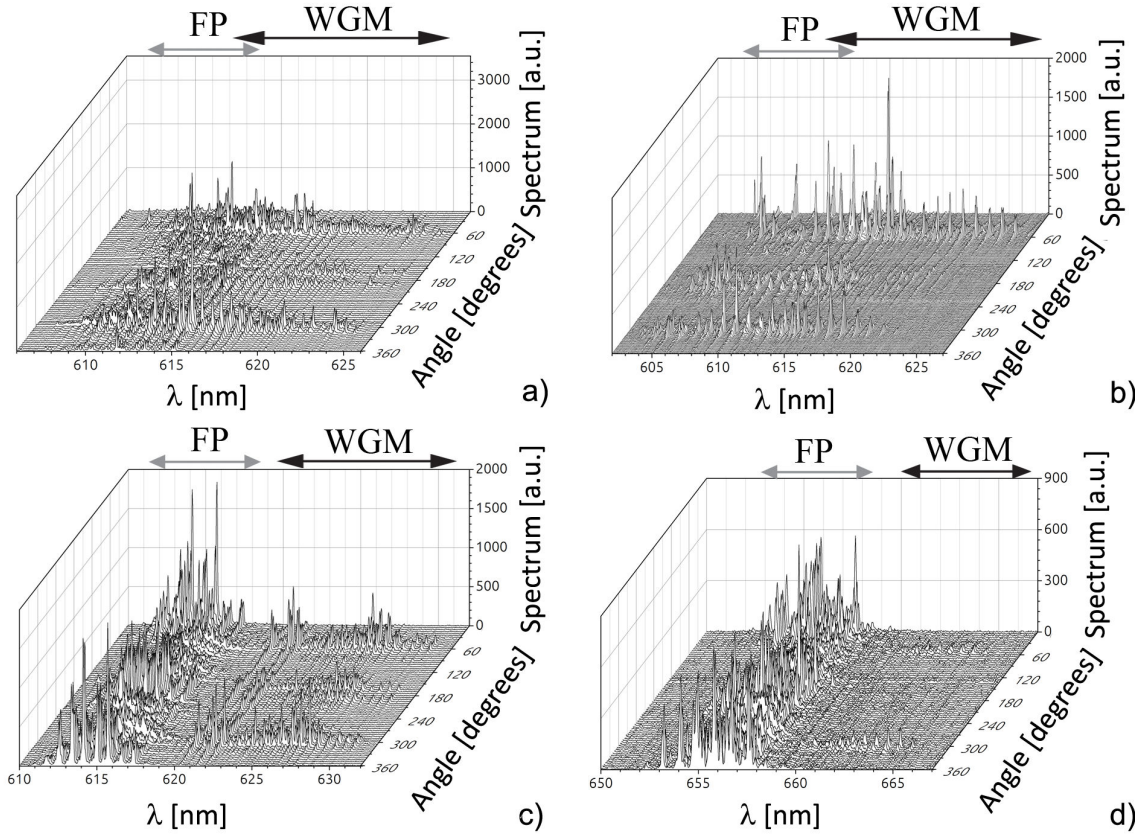 FP WGM
3000
2000
1000
0
Spectrum [a.u.]
60
120
180
240
300
360
Angle [degrees]
610 615 620 625
λ [nm]
a)
FP WGM
2000
1500
1000
500
0
Spectrum [a.u.]
60
120
180
240
300
360
Angle [degrees]
605 610 615 620 625
λ [nm]
b)
FP WGM
2000
1500
1000
500
0
Spectrum [a.u.]
60
120
180
240
300
360
Angle [degrees]
610 615 620 625 630
λ [nm]
c)
FP WGM
900
600
300
0
Spectrum [a.u.]
60
120
180
240
300
360
Angle [degrees]
650 655 660 665
λ [nm]
d)